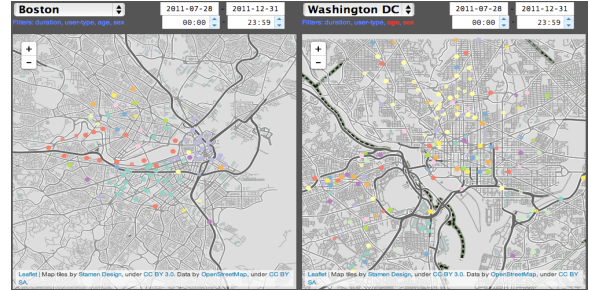 Boston
2011-07-28 - 2011-12-31
Filters: duration, user-type, age, sex
00:00 - 23:59
+
−
Leaflet | Map tiles by Stamen Design, under CC BY 3.0. Data by OpenStreetMap, under CC BY
SA.
Washington DC
2011-07-28 - 2011-12-31
Filters: duration, user-type, age, sex
00:00 - 23:59
+
−
Leaflet | Map tiles by Stamen Design, under CC BY 3.0. Data by OpenStreetMap, under CC BY
SA.